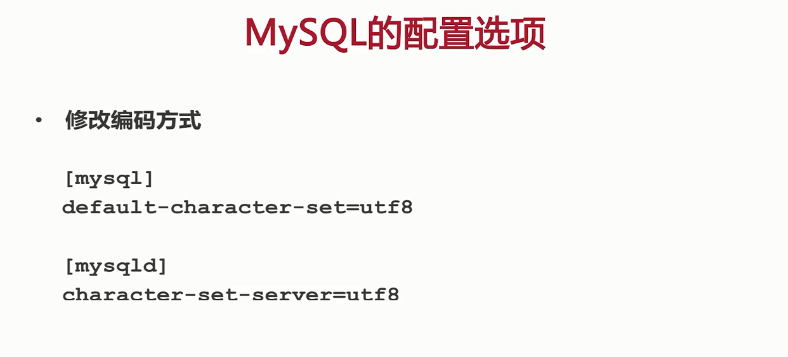 MySQL的配置选项
• 修改编码方式
[mysql]
default-character-set=utf8
[mysqld]
character-set-server=utf8